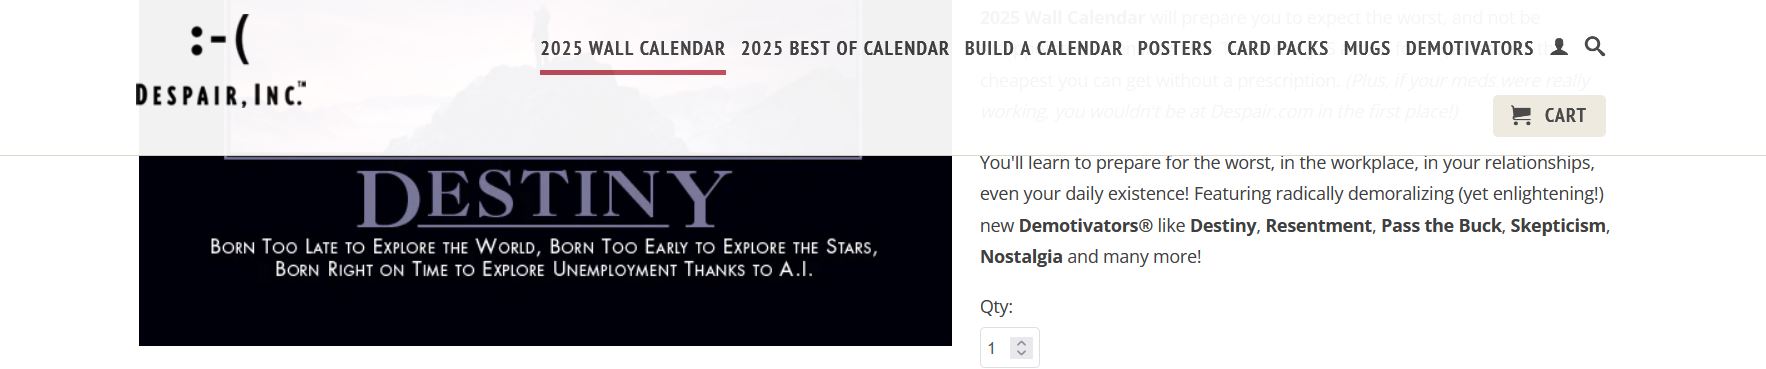 :-(
DESPAIR, INC.™
2025 WALL CALENDAR 2025 BEST OF CALENDAR BUILD A CALENDAR POSTERS CARD PACKS MUGS DEMOTIVATORS
CART
DESTINY
BORN TOO LATE TO EXPLORE THE WORLD, BORN TOO EARLY TO EXPLORE THE STARS,
BORN RIGHT ON TIME TO EXPLORE UNEMPLOYMENT THANKS TO A.I.
2025 Wall Calendar will prepare you to expect the worst, and not be
cheapest you can get without a prescription. (Plus, if your meds were really
working, you wouldn't be at Despair.com in the first place!)
You'll learn to prepare for the worst, in the workplace, in your relationships,
even your daily existence! Featuring radically demoralizing (yet enlightening!)
new Demotivators® like Destiny, Resentment, Pass the Buck, Skepticism,
Nostalgia and many more!
Qty:
1